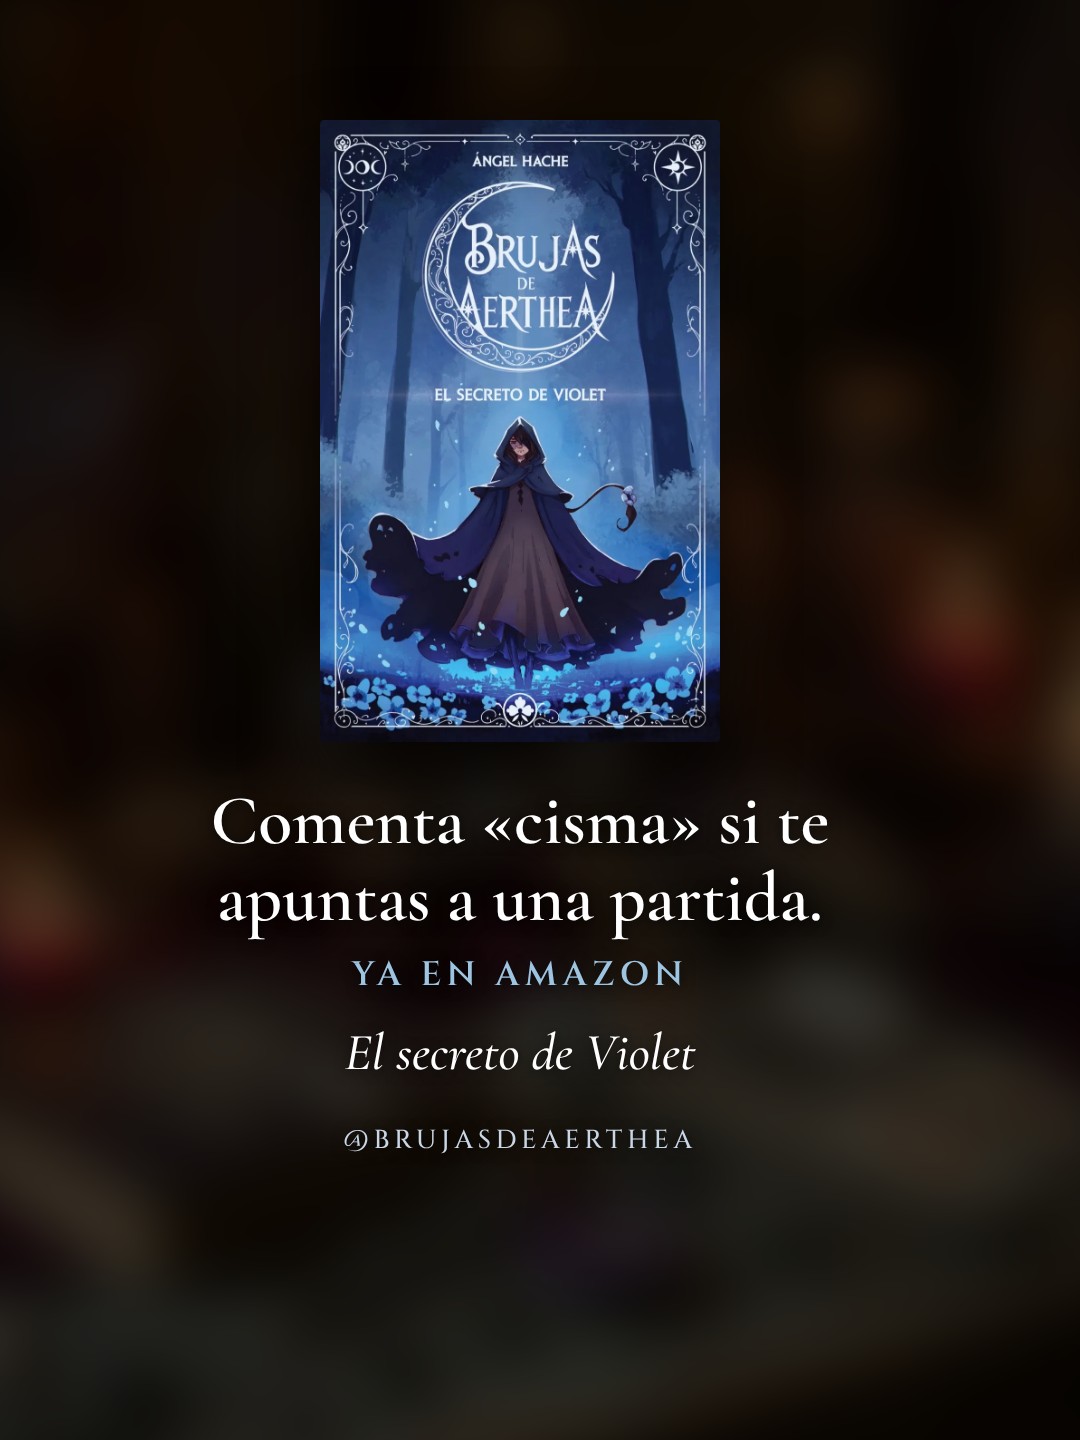 ÁNGEL HACHE
BRUJAS
DE
AERTHEA
EL SECRETO DE VIOLET
Comenta «cisma» si te
apuntas a una partida.
YA EN AMAZON
El secreto de Violet
@BRUJASDEAERTHEA